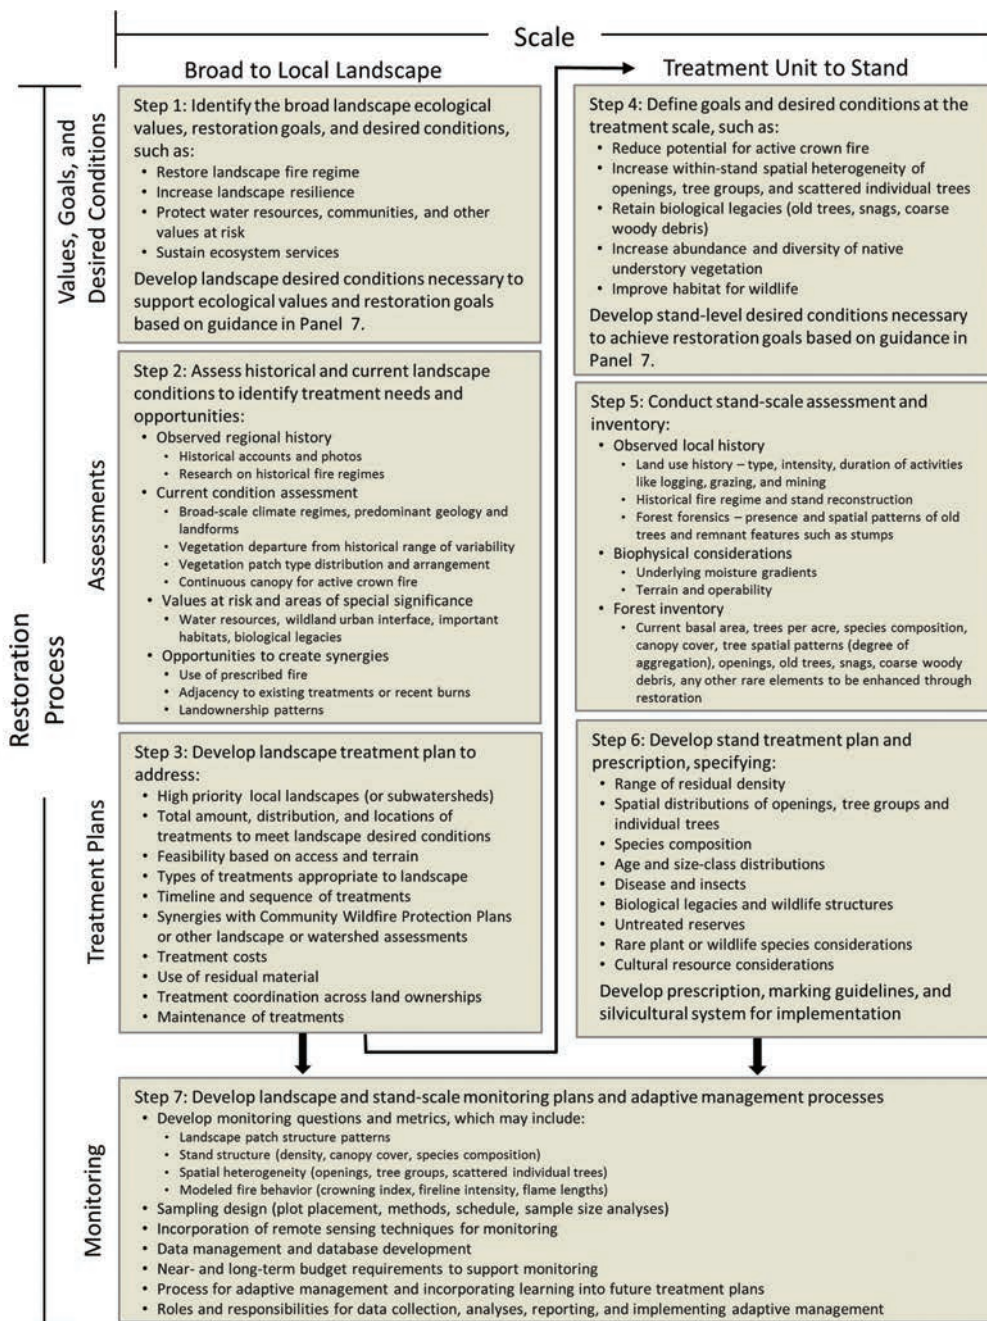 Scale
Broad to Local Landscape
Treatment Unit to Stand
Restoration
Process
Values, Goals, and
Desired Conditions
Step 1: Identify the broad landscape ecological
values, restoration goals, and desired conditions,
such as:
• Restore landscape fire regime
• Increase landscape resilience
• Protect water resources, communities, and other
values at risk
• Sustain ecosystem services
Develop landscape desired conditions necessary to
support ecological values and restoration goals
based on guidance in Panel 7.
Assessments
Step 2: Assess historical and current landscape
conditions to identify treatment needs and
opportunities:
• Observed regional history
• Historical accounts and photos
• Research on historical fire regimes
• Current condition assessment
• Broad-scale climate regimes, predominant geology and
landforms
• Vegetation departure from historical range of variability
• Vegetation patch type distribution and arrangement
• Continuous canopy for active crown fire
• Values at risk and areas of special significance
• Water resources, wildland urban interface, important
habitats, biological legacies
• Opportunities to create synergies
• Use of prescribed fire
• Adjacency to existing treatments or recent burns
• Landownership patterns
Treatment Plans
Step 3: Develop landscape treatment plan to
address:
• High priority local landscapes (or subwatersheds)
• Total amount, distribution, and locations of
treatments to meet landscape desired conditions
• Feasibility based on access and terrain
• Types of treatments appropriate to landscape
• Timeline and sequence of treatments
• Synergies with Community Wildfire Protection Plans
or other landscape or watershed assessments
• Treatment costs
• Use of residual material
• Treatment coordination across land ownerships
• Maintenance of treatments
Step 4: Define goals and desired conditions at the
treatment scale, such as:
• Reduce potential for active crown fire
• Increase within-stand spatial heterogeneity of
openings, tree groups, and scattered individual trees
• Retain biological legacies (old trees, snags, coarse
woody debris)
• Increase abundance and diversity of native
understory vegetation
• Improve habitat for wildlife
Develop stand-level desired conditions necessary
to achieve restoration goals based on guidance in
Panel 7.
Step 5: Conduct stand-scale assessment and
inventory:
• Observed local history
• Land use history – type, intensity, duration of activities
like logging, grazing, and mining
• Historical fire regime and stand reconstruction
• Forest forensics – presence and spatial patterns of old
trees and remnant features such as stumps
• Biophysical considerations
• Underlying moisture gradients
• Terrain and operability
• Forest inventory
• Current basal area, trees per acre, species composition,
canopy cover, tree spatial patterns (degree of
aggregation), openings, old trees, snags, coarse woody
debris, any other rare elements to be enhanced through
restoration
Step 6: Develop stand treatment plan and
prescription, specifying:
• Range of residual density
• Spatial distributions of openings, tree groups and
individual trees
• Species composition
• Age and size-class distributions
• Disease and insects
• Biological legacies and wildlife structures
• Untreated reserves
• Rare plant or wildlife species considerations
• Cultural resource considerations
Develop prescription, marking guidelines, and
silvicultural system for implementation
Monitoring
Step 7: Develop landscape and stand-scale monitoring plans and adaptive management processes
• Develop monitoring questions and metrics, which may include:
• Landscape patch structure patterns
• Stand structure (density, canopy cover, species composition)
• Spatial heterogeneity (openings, tree groups, scattered individual trees)
• Modeled fire behavior (crowning index, fireline intensity, flame lengths)
• Sampling design (plot placement, methods, schedule, sample size analyses)
• Incorporation of remote sensing techniques for monitoring
• Data management and database development
• Near- and long-term budget requirements to support monitoring
• Process for adaptive management and incorporating learning into future treatment plans
• Roles and responsibilities for data collection, analyses, reporting, and implementing adaptive management